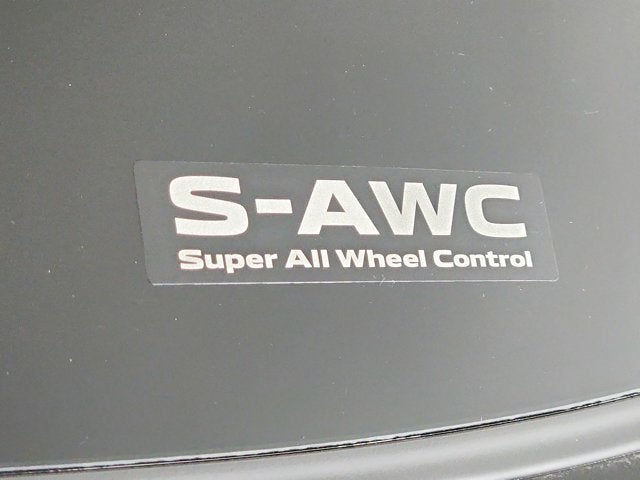 S-AWC
Super All Wheel Control